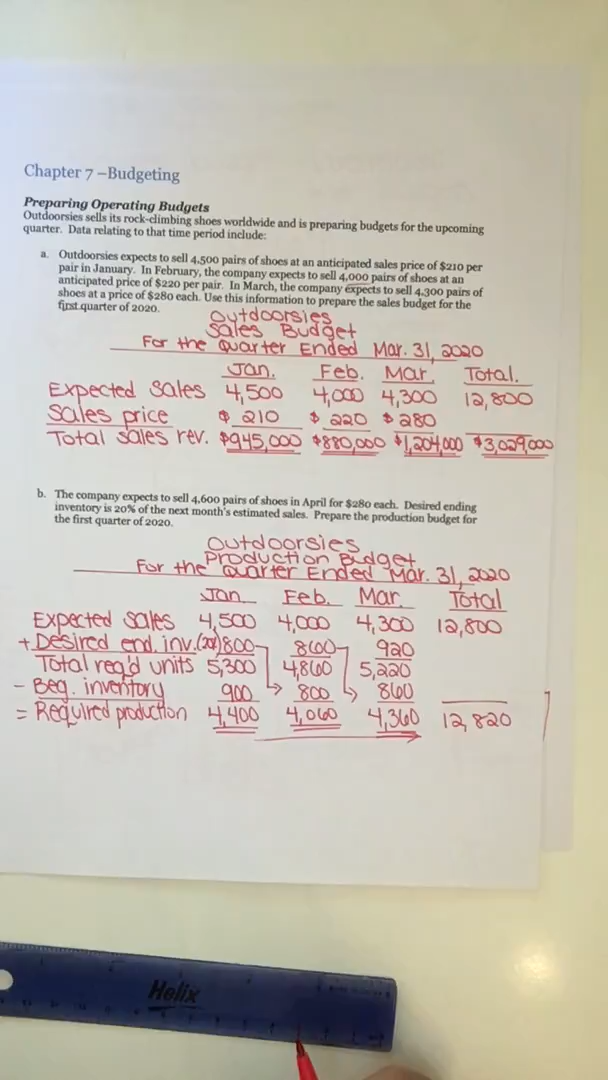 Chapter 7 –Budgeting
Preparing Operating Budgets
Outdoorsies sells its rock-climbing shoes worldwide and is preparing budgets for the upcoming
quarter. Data relating to that time period include:
a. Outdoorsies expects to sell 4,500 pairs of shoes at an anticipated sales price of $210 per
pair in January. In February, the company expects to sell 4,000 pairs of shoes at an
anticipated price of $220 per pair. In March, the company expects to sell 4,300 pairs of
shoes at a price of $280 each. Use this information to prepare the sales budget for the
first quarter of 2020.
Outdoorsies
Sales Budget
For the Quarter Ended Mar. 31, 2020
Jan. Feb. Mar. Total.
Expected Sales 4,500 4,000 4,300 12,800
Sales price $ 210 $ 220 $ 280
Total sales rev. $945,000 $880,000 $1,204,000 $3,029,000
b. The company expects to sell 4,600 pairs of shoes in April for $280 each. Desired ending
inventory is 20% of the next month's estimated sales. Prepare the production budget for
the first quarter of 2020.
Outdoorsies
Production Budget
For the Quarter Ended Mar. 31, 2020
Jan Feb. Mar. Total
Expected Sales 4,500 4,000 4,300 12,800
+ Desired end. inv. 800 860 920
Total req'd units 5,300 4,860 5,220
- Beg. inventory 900 800 860
= Required production 4,400 4,060 4,360 12,820
Helix